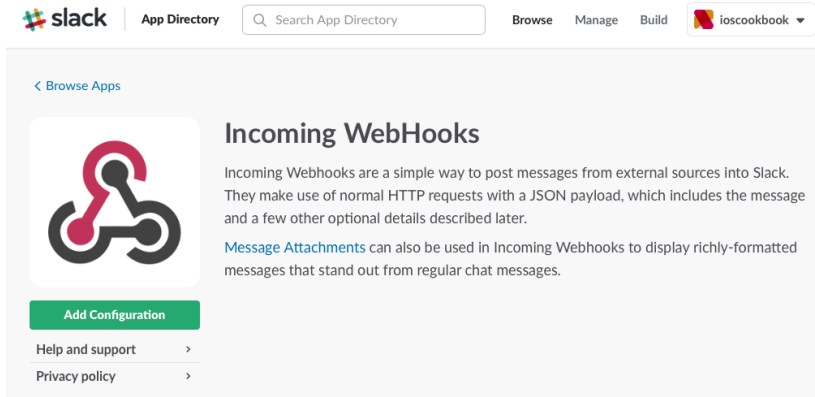 slack
App Directory
Search App Directory
Browse
Manage
Build
ioscookbook
Browse Apps
Incoming WebHooks
Incoming Webhooks are a simple way to post messages from external sources into Slack.
They make use of normal HTTP requests with a JSON payload, which includes the message
and a few other optional details described later.
Message Attachments can also be used in Incoming Webhooks to display richly-formatted
messages that stand out from regular chat messages.
Add Configuration
Help and support
Privacy policy